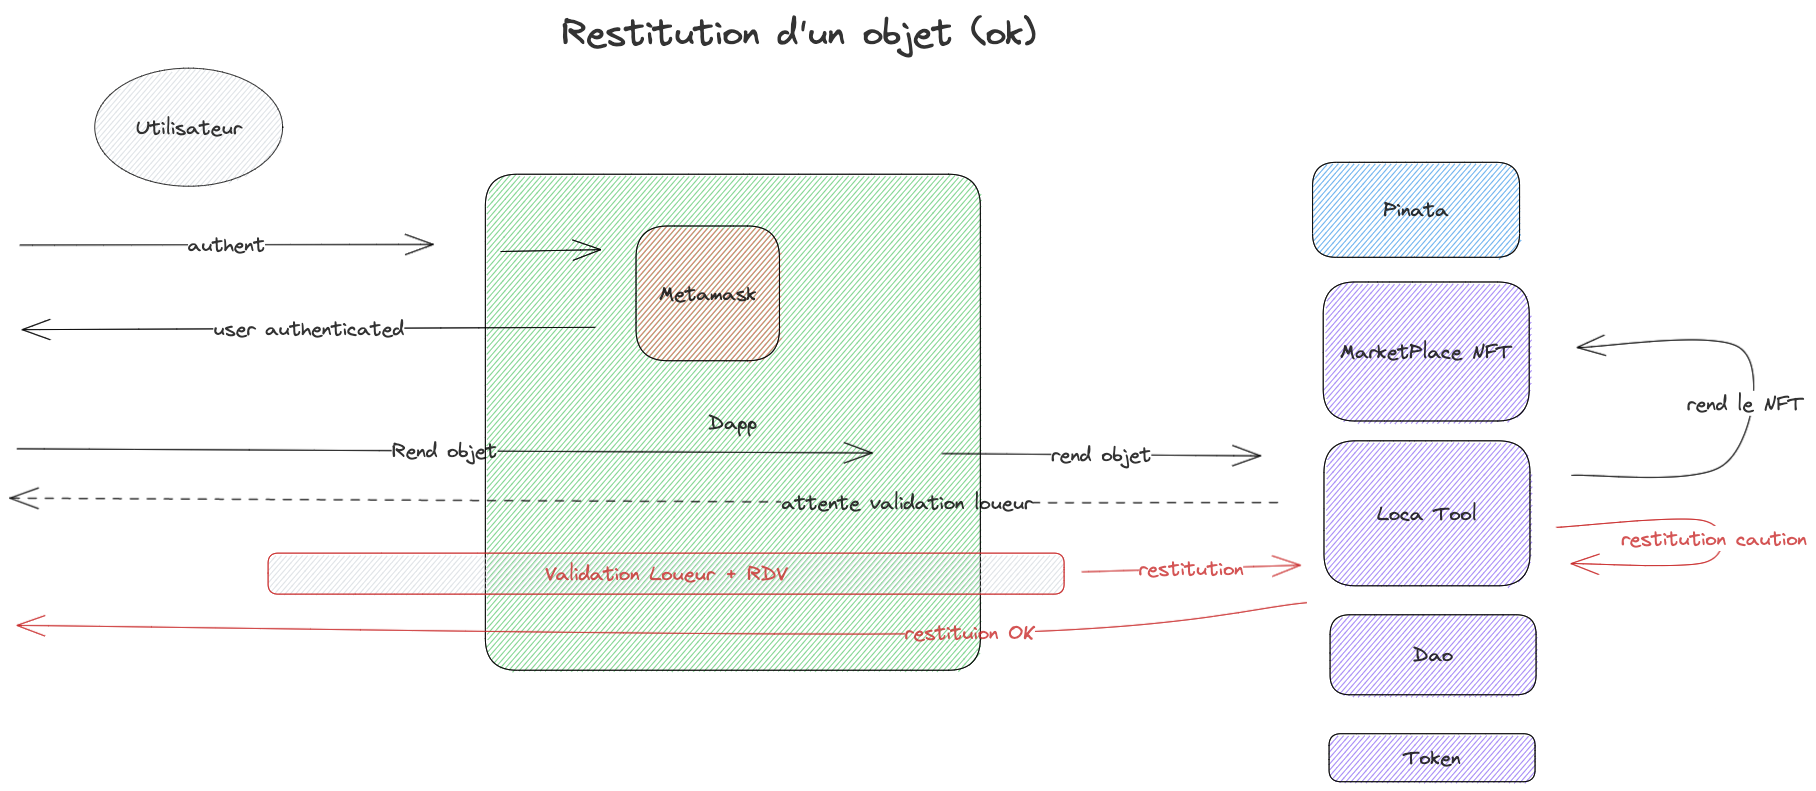 Restitution d'un objet (ok)
Utilisateur
Pinata
authent
Metamask
user authenticated
MarketPlace NFT
rend le NFT
Dapp
Rend objet
rend objet
attente validation loueur
Loca Tool
restitution caution
Validation Loueur + RDV
restitution
restituion OK
Dao
Token